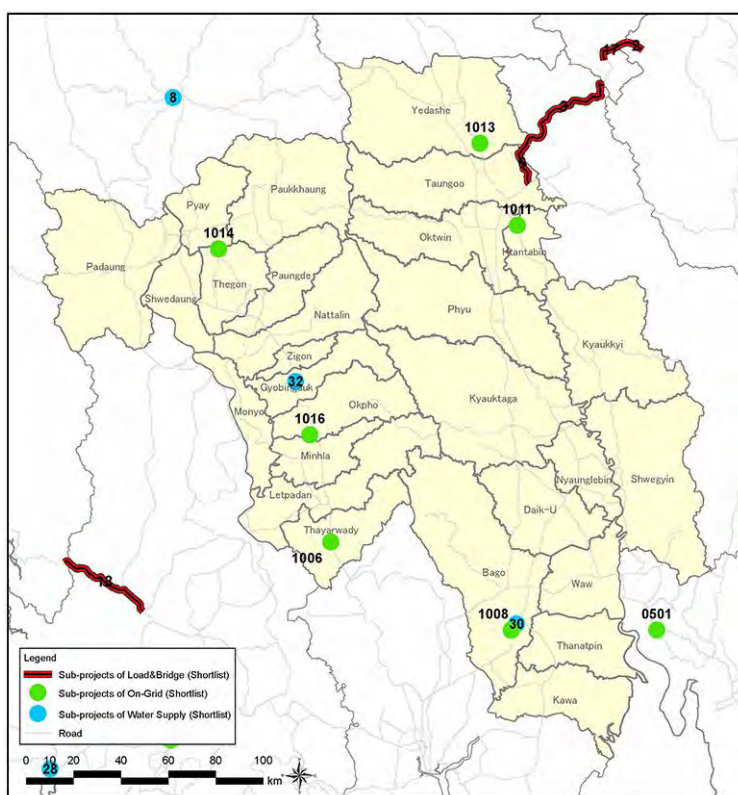 8
Yedashe
1013
Pyay
Paukkhaung
Taungoo
1011
1014
Oktwin
Htantabin
Padaung
Thegon
Paungde
Shwedaung
Nattalin
Phyu
Kyaukkyi
Zigon
32
Monyo
Okpho
Kyauktaga
1016
Minhla
Nyaunglebin
Shwegyin
Letpadan
Daik-U
Thayarwady
1006
Bago
Waw
13
1008
30
0501
Thanatpin
Kawa
Legend
Sub-projects of Load&Bridge (Shortlist)
Sub-projects of On-Grid (Shortlist)
Sub-projects of Water Supply (Shortlist)
Road
28
0 10 20 40 60 80 100
km